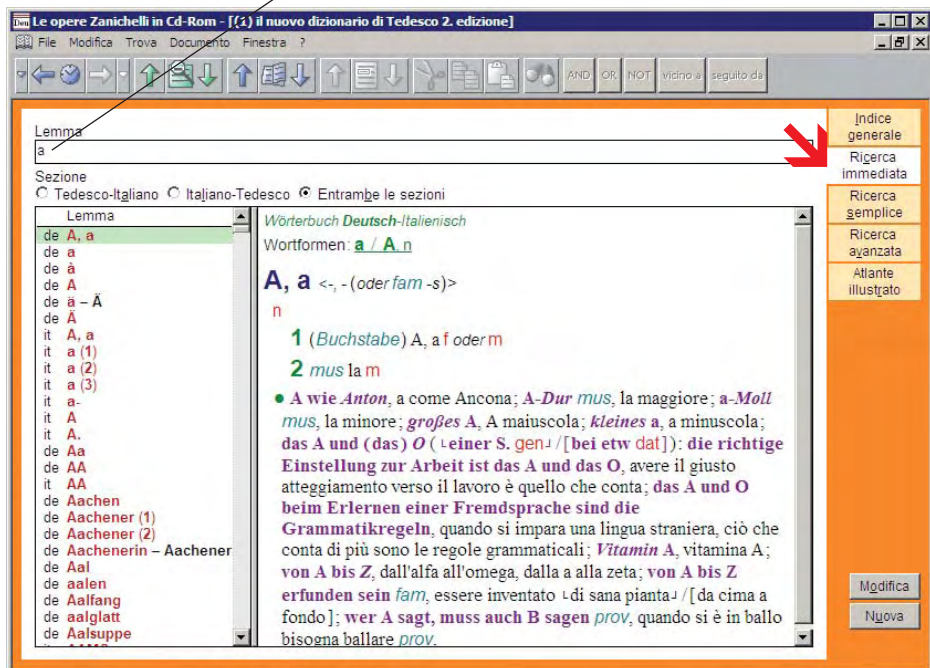 Le opere Zanichelli in Cd-Rom - [(1) il nuovo dizionario di Tedesco 2. edizione]
File Modifica Trova Documento Finestra ?
AND OR NOT vicino a seguito da
Lemma
a
Sezione
Tedesco-Italiano Italiano-Tedesco Entrambe le sezioni
Lemma
de A, a
de a
de à
de A
de ä – Ä
de Ä
it A, a
it a (1)
it a (2)
it a (3)
it a-
it A
it A.
de Aa
de AA
it AA
de Aachen
de Aachener (1)
de Aachener (2)
de Aachenerin – Aachener
de Aal
de aalen
de Aalfang
de aalglatt
de Aalsuppe
Wörterbuch Deutsch-Italienisch
Wortformen: a / A, n
A, a <-, - (oder fam -s)>
n
1 (Buchstabe) A, a f oder m
2 mus la m
● A wie Anton, a come Ancona; A-Dur mus, la maggiore; a-Moll
mus, la minore; großes A, A maiuscola; kleines a, a minuscola;
das A und (das) O (˪einer S. gen˩/[bei etw dat]): die richtige
Einstellung zur Arbeit ist das A und das O, avere il giusto
atteggiamento verso il lavoro è quello che conta; das A und O
beim Erlernen einer Fremdsprache sind die
Grammatikregeln, quando si impara una lingua straniera, ciò che
conta di più sono le regole grammaticali; Vitamin A, vitamina A;
von A bis Z, dall'alfa all'omega, dalla a alla zeta; von A bis Z
erfunden sein fam, essere inventato ˪di sana pianta˩/[da cima a
fondo]; wer A sagt, muss auch B sagen prov, quando si è in ballo
bisogna ballare prov.
Indice
generale
Ricerca
immediata
Ricerca
semplice
Ricerca
avanzata
Atlante
illustrato
Modifica
Nuova